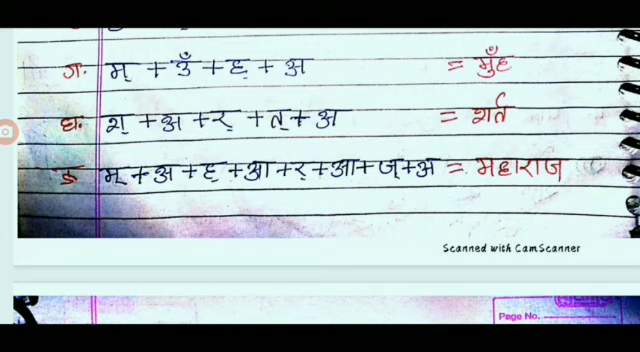 ग. म् + उँ + ह् + अ = मुँह
घ. श् + अ + र् + त् + अ = शर्त
ङ म् + अ + ह् + आ + र् + आ + ज् + अ = महाराज
Scanned with CamScanner
Page No.